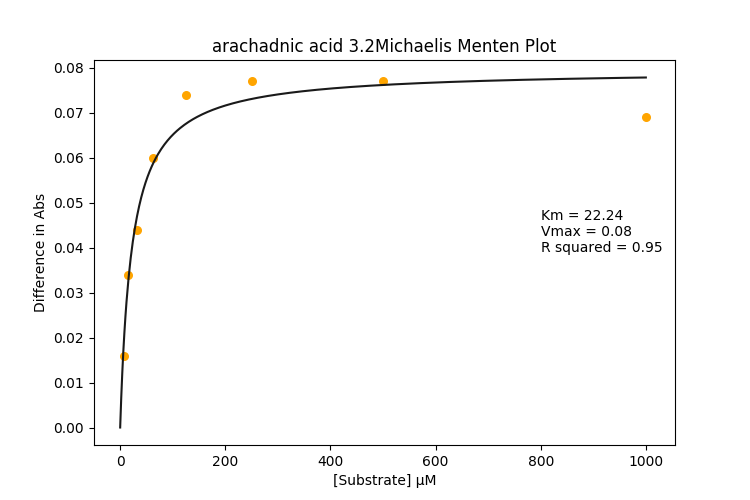 arachadnic acid 3.2Michaelis Menten Plot
0.08
0.07
0.06
0.05
0.04
0.03
0.02
0.01
0.00
Difference in Abs
Km = 22.24
Vmax = 0.08
R squared = 0.95
0 200 400 600 800 1000
[Substrate] µM